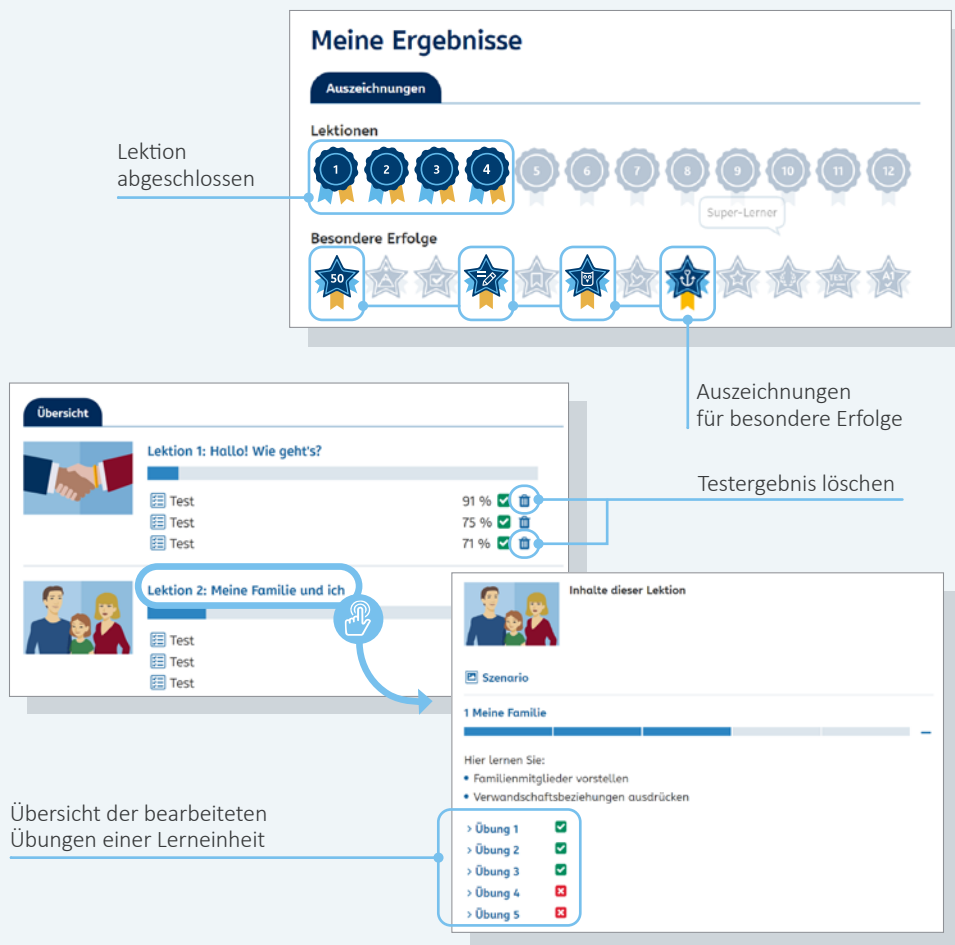 Meine Ergebnisse
Auszeichnungen
Lektionen
1 2 3 4 5 6 7 8 9 10 11 12
Super-Lerner
Besondere Erfolge
50 TEST A1
Lektion
abgeschlossen
Auszeichnungen
für besondere Erfolge
Übersicht
Lektion 1: Hallo! Wie geht's?
Test 91 %
Test 75 %
Test 71 %
Testergebnis löschen
Lektion 2: Meine Familie und ich
Test
Test
Test
Inhalte dieser Lektion
Szenario
1 Meine Familie
Hier lernen Sie:
• Familienmitglieder vorstellen
• Verwandschaftsbeziehungen ausdrücken
> Übung 1
> Übung 2
> Übung 3
> Übung 4
> Übung 5
Übersicht der bearbeiteten
Übungen einer Lerneinheit